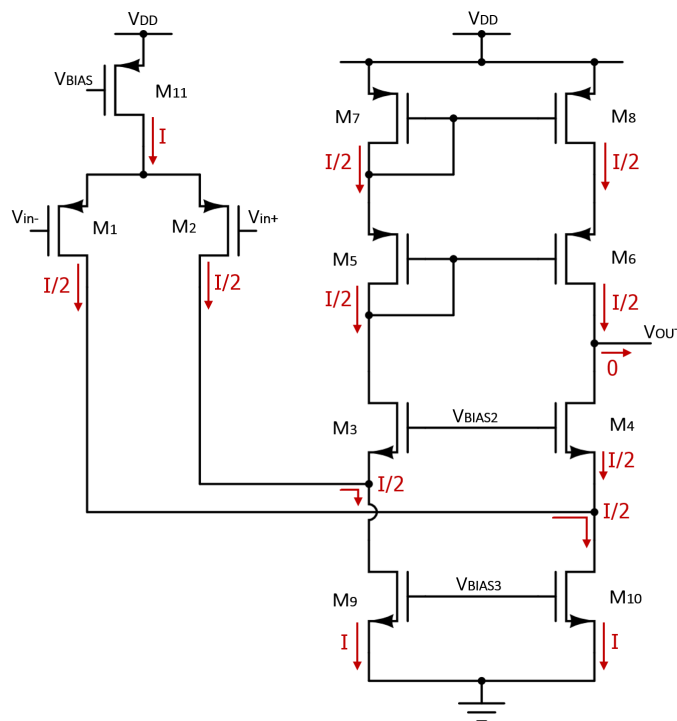 VDD
VDD
VBIAS
M11
I
M7
M8
I/2
I/2
Vin-
M1
M2
Vin+
M5
M6
I/2
I/2
I/2
I/2
VOUT
0
M3
VBIAS2
M4
I/2
I/2
I/2
M9
VBIAS3
M10
I
I